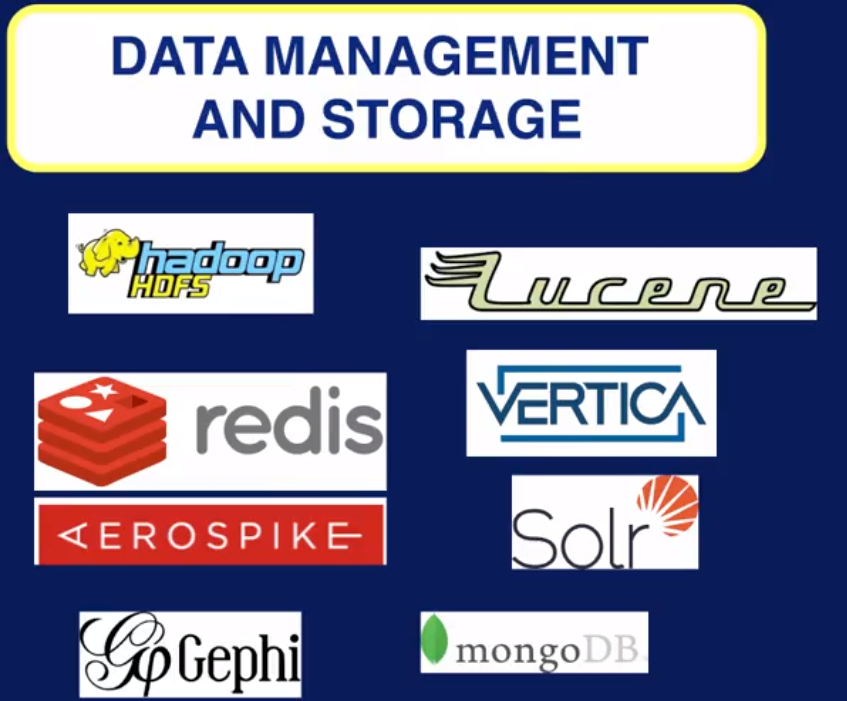 DATA MANAGEMENT
AND STORAGE
hadoop
HDFS
Lucene
redis
VERTICA
AEROSPIKE
Solr
Gephi
mongoDB